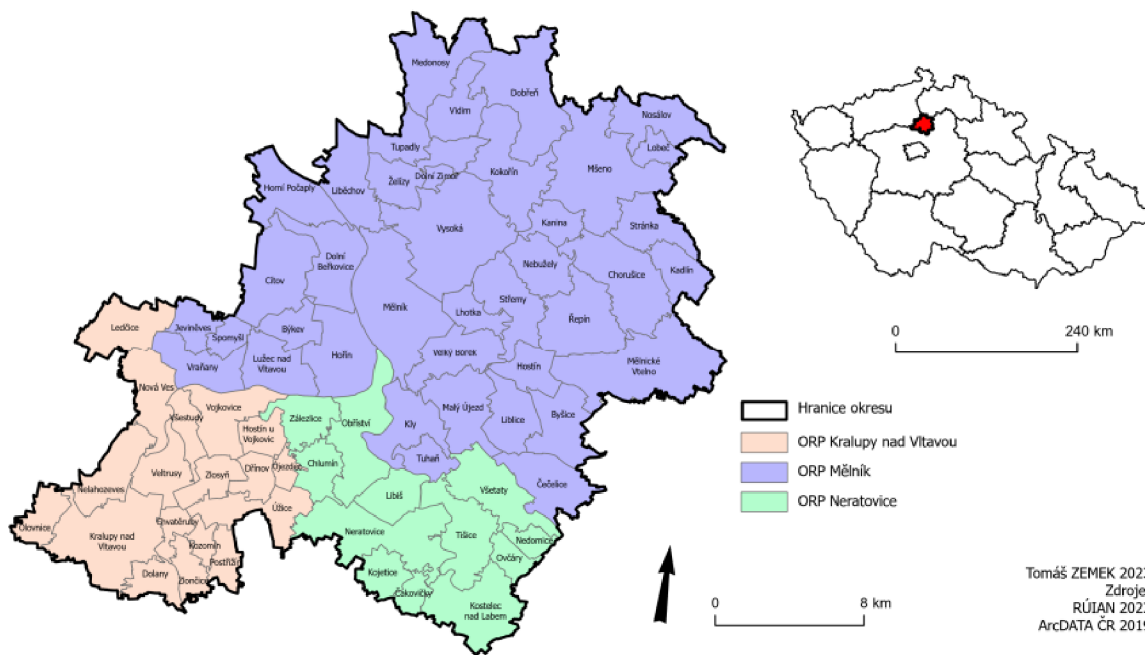 Medonosy
Dobřeň
Vidim
Nosálov
Lobeč
Tupadly
Dolní Zimoř
Želízy
Kokořín
Mšeno
Horní Počaply
Liběchov
Vysoká
Kanina
Stránka
Dolní
Beřkovice
Nebužely
Chorušice
Kadlín
Cítov
Střemy
Mělník
Lhotka
Řepín
Ledčice
Jeviněves
Spomyšl
Býkev
Vraňany
Lužec nad
Vltavou
Hořín
Velký Borek
Hostín
Mělnické
Vtelno
Nová Ves
Vojkovice
Všestudy
Hostín u
Vojkovic
Zálezlice
Obříství
Malý Újezd
Liblice
Byšice
Kly
Tuhaň
Veltrusy
Zlosyň
Dřínov
Újezdec
Chlumín
Všetaty
Čečelice
Nelahozeves
Úžice
Libiš
Olovnice
Kralupy nad
Vltavou
Chvatěruby
Kozomín
Postřižín
Neratovice
Tišice
Nedomice
Ovčáry
Dolany
Zlončice
Kojetice
Čakovičky
Kostelec
nad Labem
0 240 km
Hranice okresu
ORP Kralupy nad Vltavou
ORP Mělník
ORP Neratovice
0 8 km
Tomáš ZEMEK
Zdroje
RÚIAN
ArcDATA ČR 2019